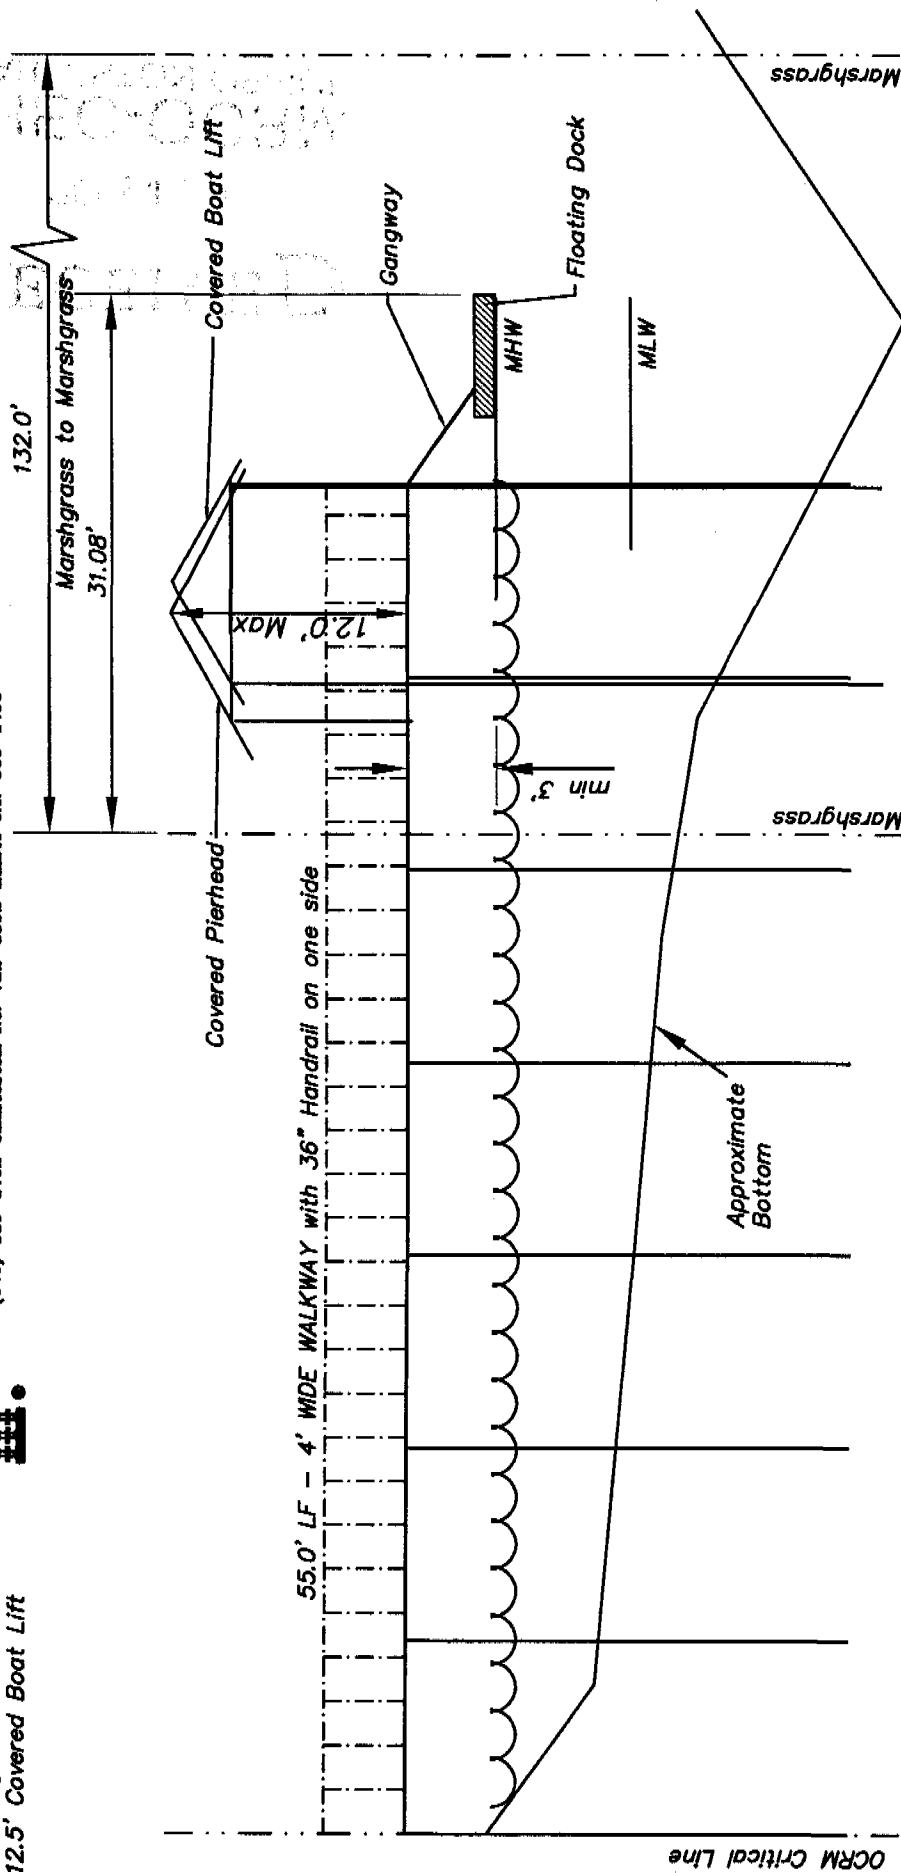 12.5' Covered Boat Lift
132.0'
Marshgrass to Marshgrass
31.08'
Covered Boat Lift
Gangway
Floating Dock
Marshgrass
MHW
MLW
12.0' Max
min 3'
Covered Pierhead
Marshgrass
55.0' LF - 4' WIDE WALKWAY with 36" Handrail on one side
Approximate
Bottom
OCRM Critical Line